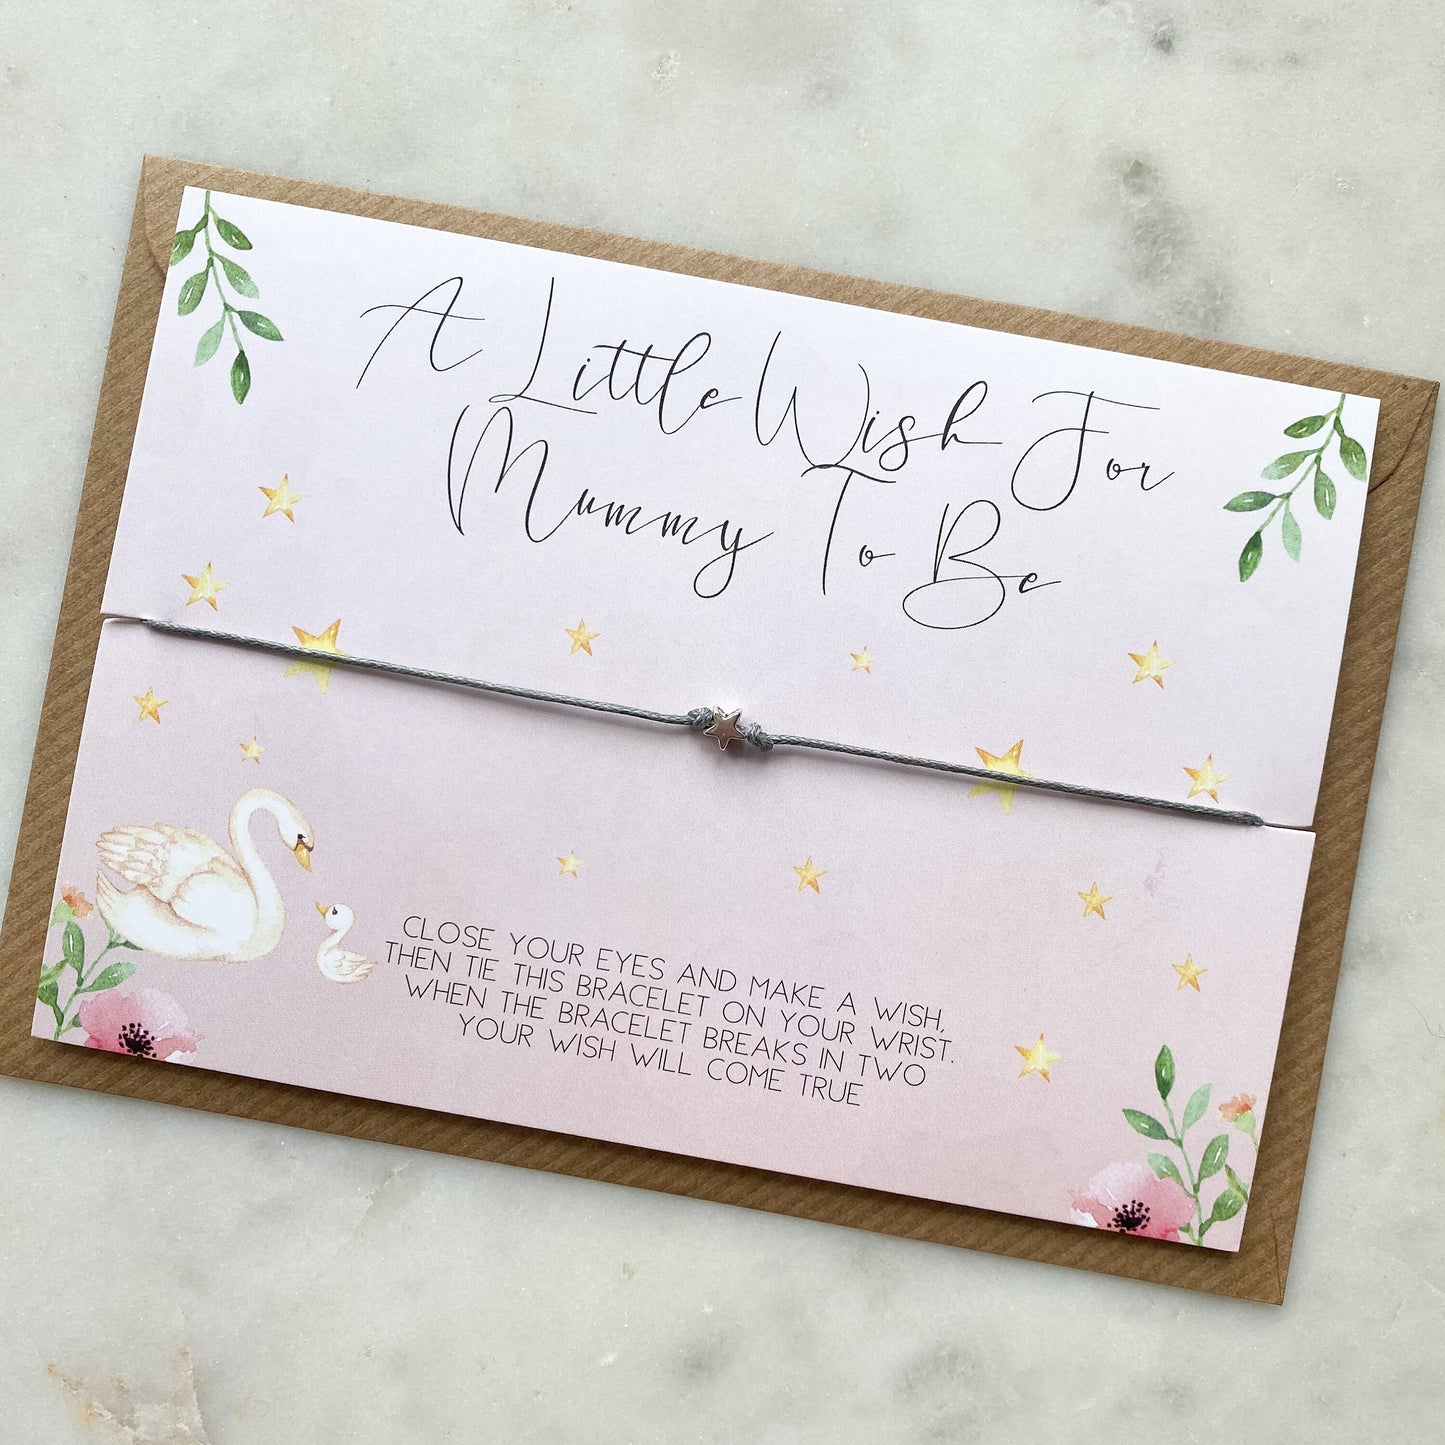 A Little Wish For
Mummy To Be
CLOSE YOUR EYES AND MAKE A WISH,
THEN TIE THIS BRACELET ON YOUR WRIST.
WHEN THE BRACELET BREAKS IN TWO
YOUR WISH WILL COME TRUE